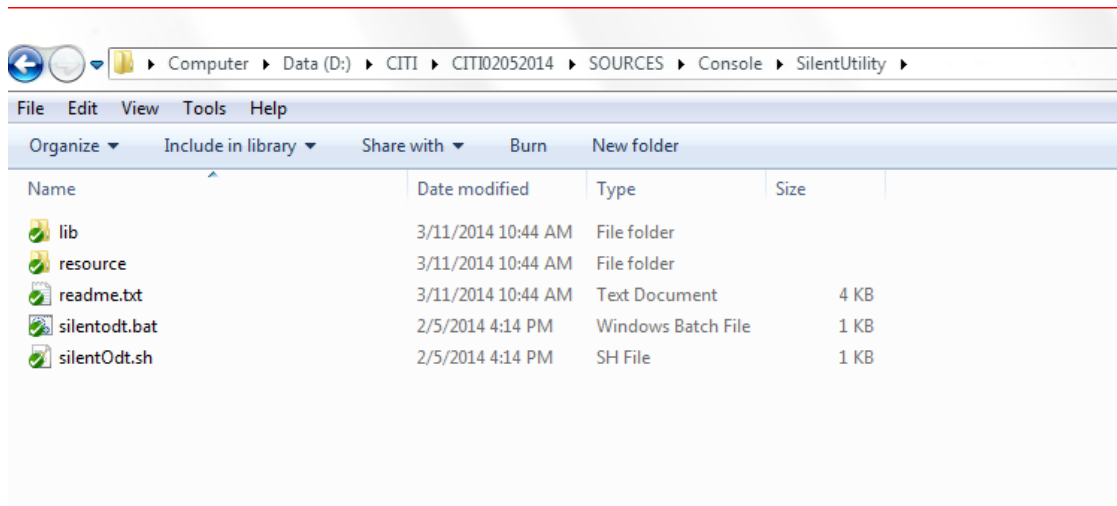 Computer Data (D:) CITI CITI02052014 SOURCES Console SilentUtility
File Edit View Tools Help
Organize Include in library Share with Burn New folder
Name Date modified Type Size
lib 3/11/2014 10:44 AM File folder
resource 3/11/2014 10:44 AM File folder
readme.txt 3/11/2014 10:44 AM Text Document 4 KB
silentodt.bat 2/5/2014 4:14 PM Windows Batch File 1 KB
silentOdt.sh 2/5/2014 4:14 PM SH File 1 KB